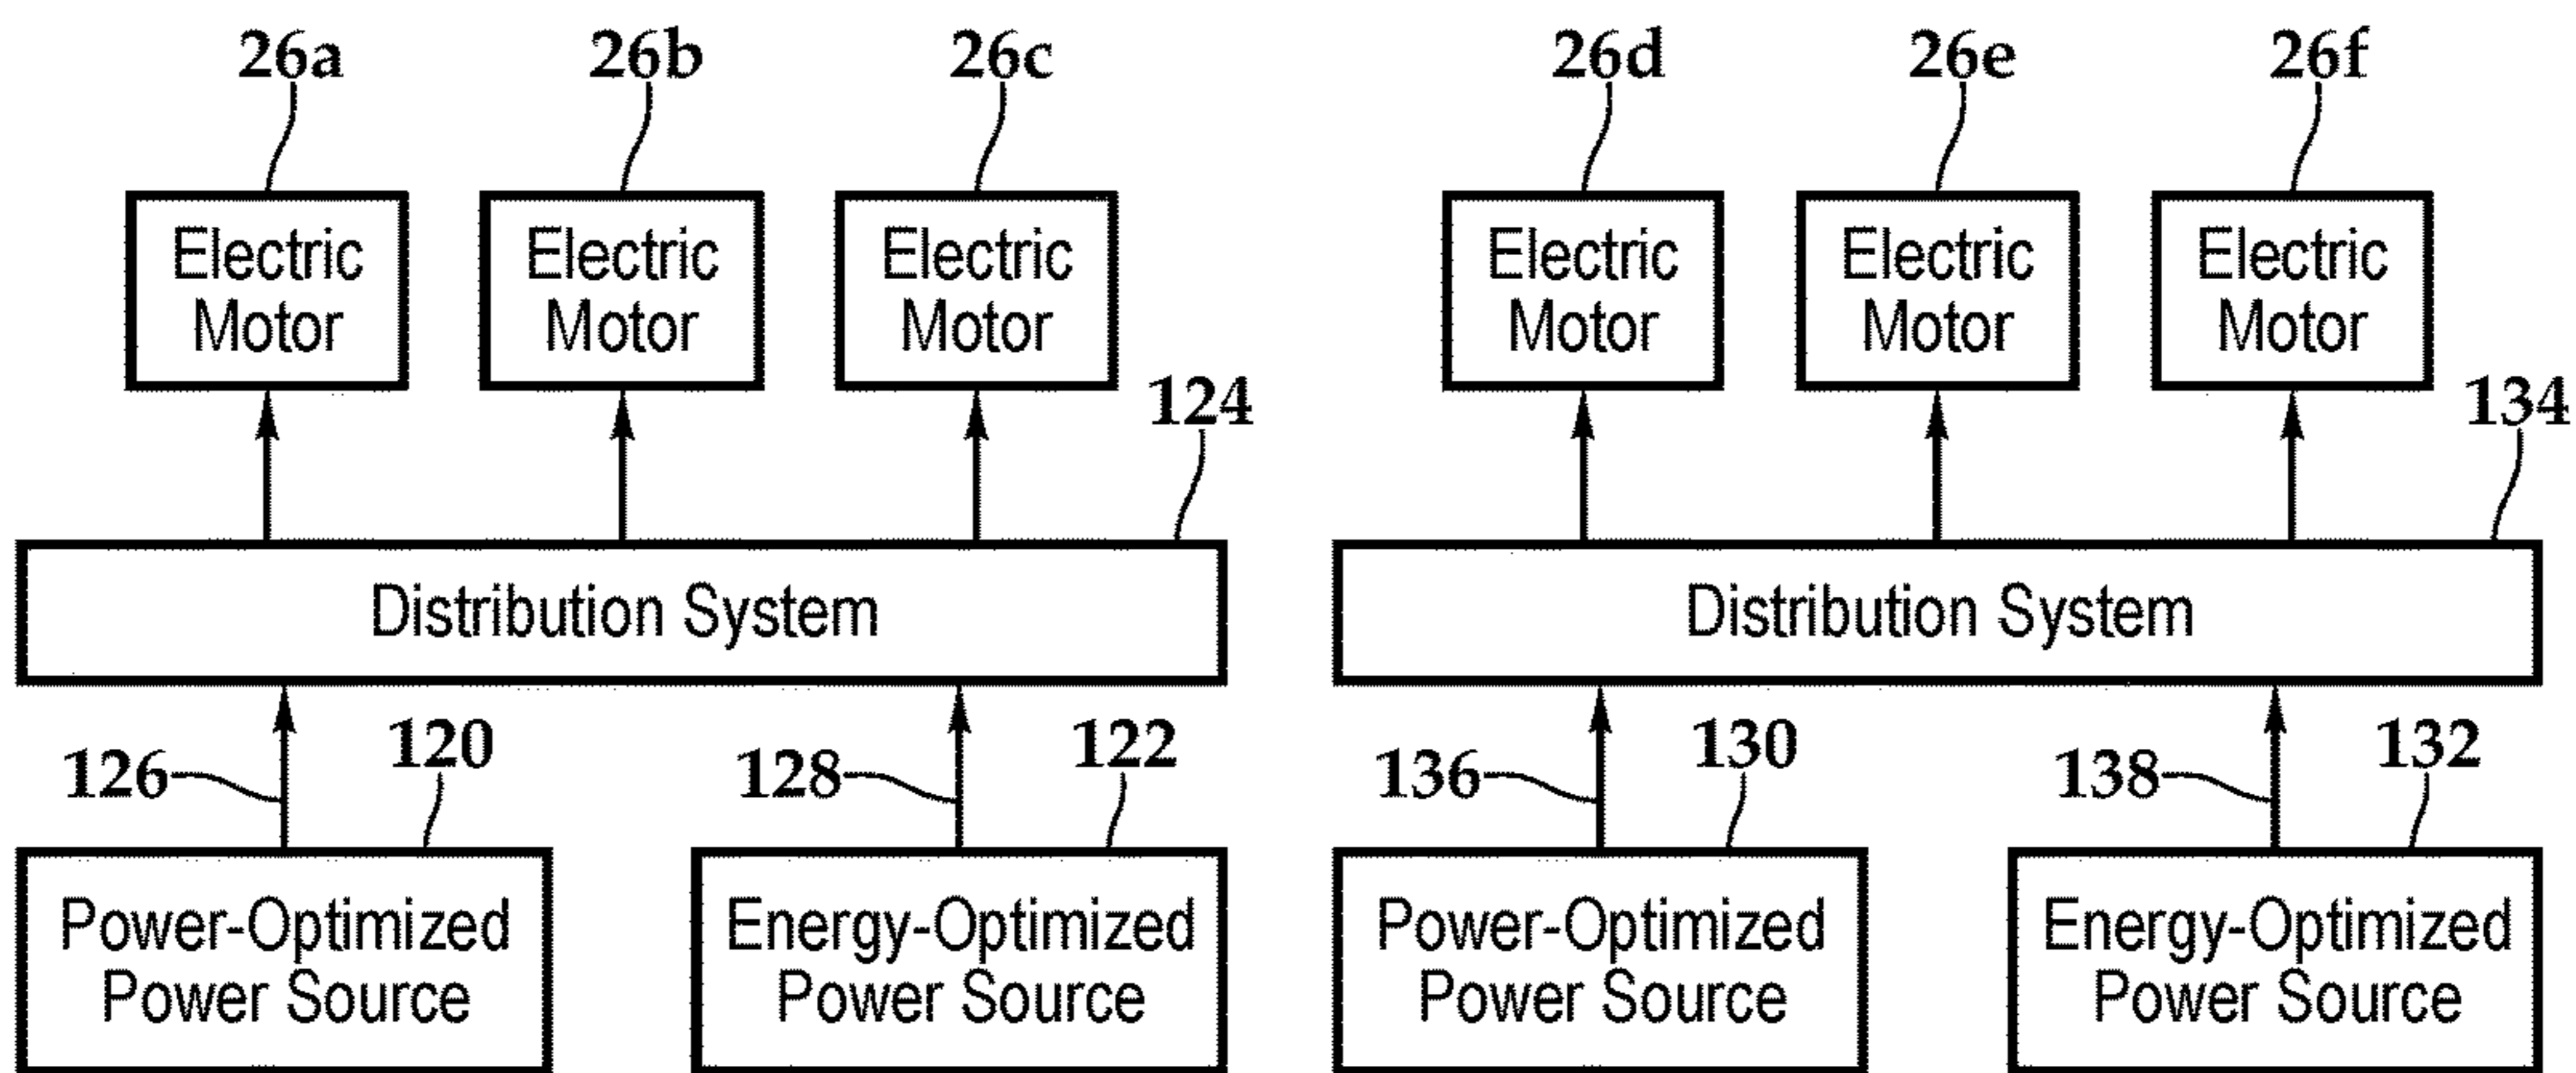 26a 26b 26c 26d 26e 26f
Electric Electric Electric Electric Electric Electric
Motor Motor Motor Motor Motor Motor
124 134
Distribution System Distribution System
126 120 128 122 136 130 138 132
Power-Optimized Energy-Optimized Power-Optimized Energy-Optimized
Power Source Power Source Power Source Power Source